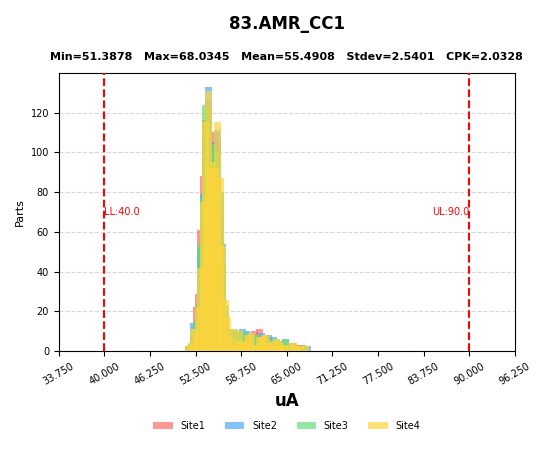 83.AMR_CC1
Min=51.3878 Max=68.0345 Mean=55.4908 Stdev=2.5401 CPK=2.0328
120
100
80
60
40
20
0
Parts
LL:40.0
UL:90.0
33.750 40.000 46.250 52.500 58.750 65.000 71.250 77.500 83.750 90.000 96.250
uA
Site1 Site2 Site3 Site4